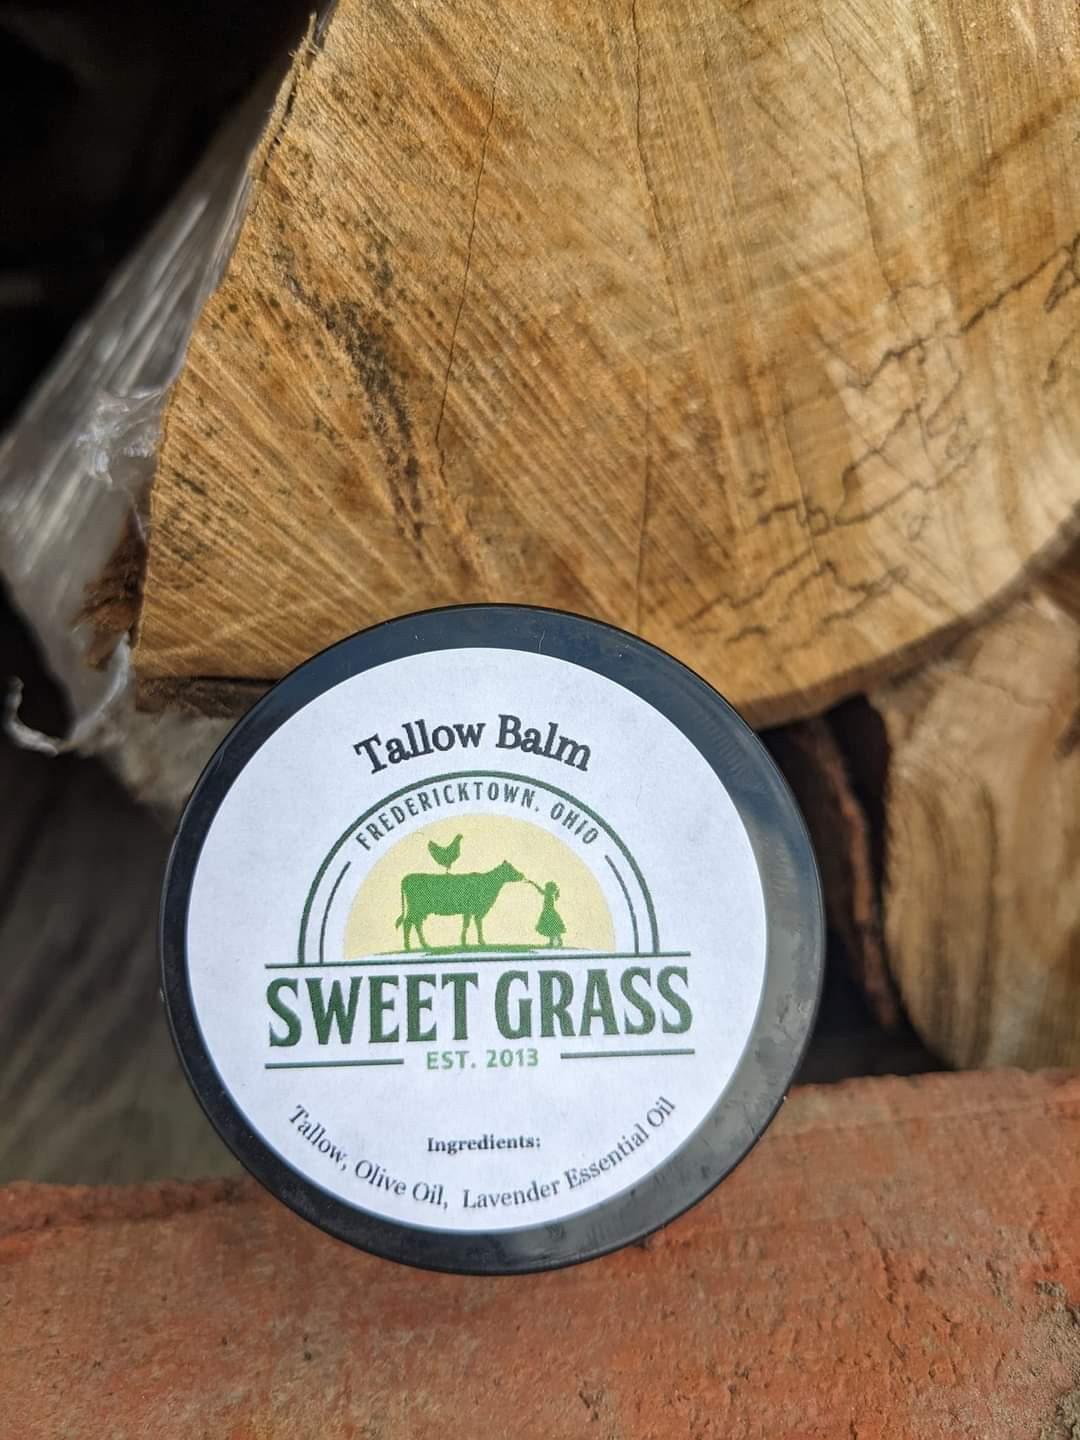 Tallow Balm
FREDERICKTOWN, OHIO
SWEET GRASS
EST. 2013
Ingredients:
Tallow, Olive Oil, Lavender Essential Oil